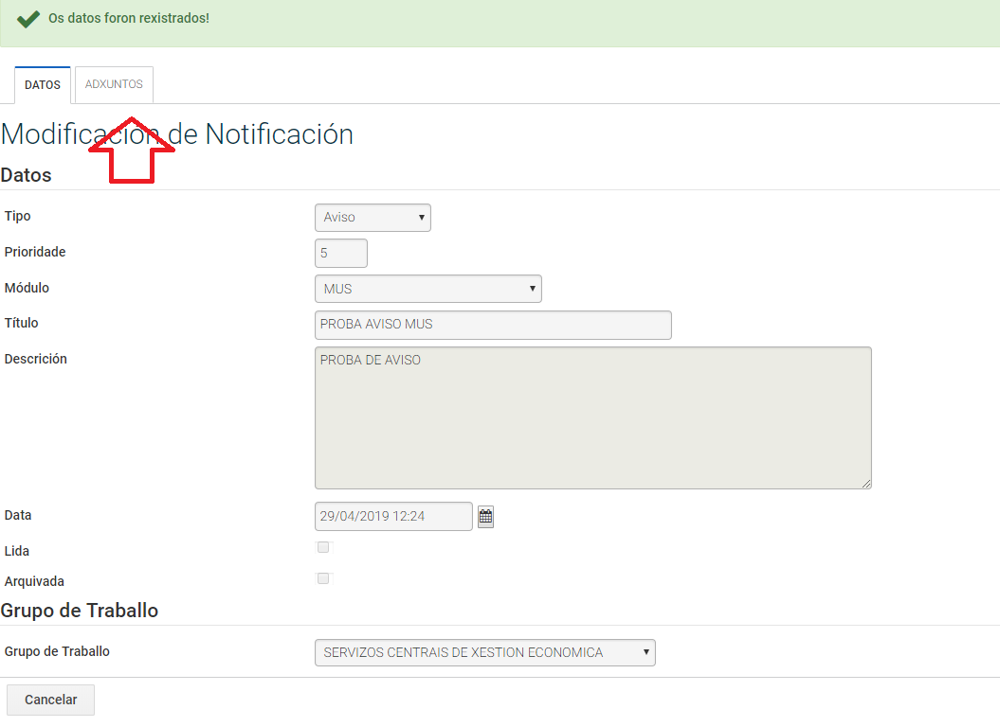 Os datos foron rexistrados!
DATOS ADXUNTOS
Modificación de Notificación
Datos
Tipo Aviso
Prioridade 5
Módulo MUS
Título PROBA AVISO MUS
Descrición PROBA DE AVISO
Data 29/04/2019 12:24
Lida
Arquivada
Grupo de Traballo
Grupo de Traballo SERVIZOS CENTRAIS DE XESTION ECONOMICA
Cancelar